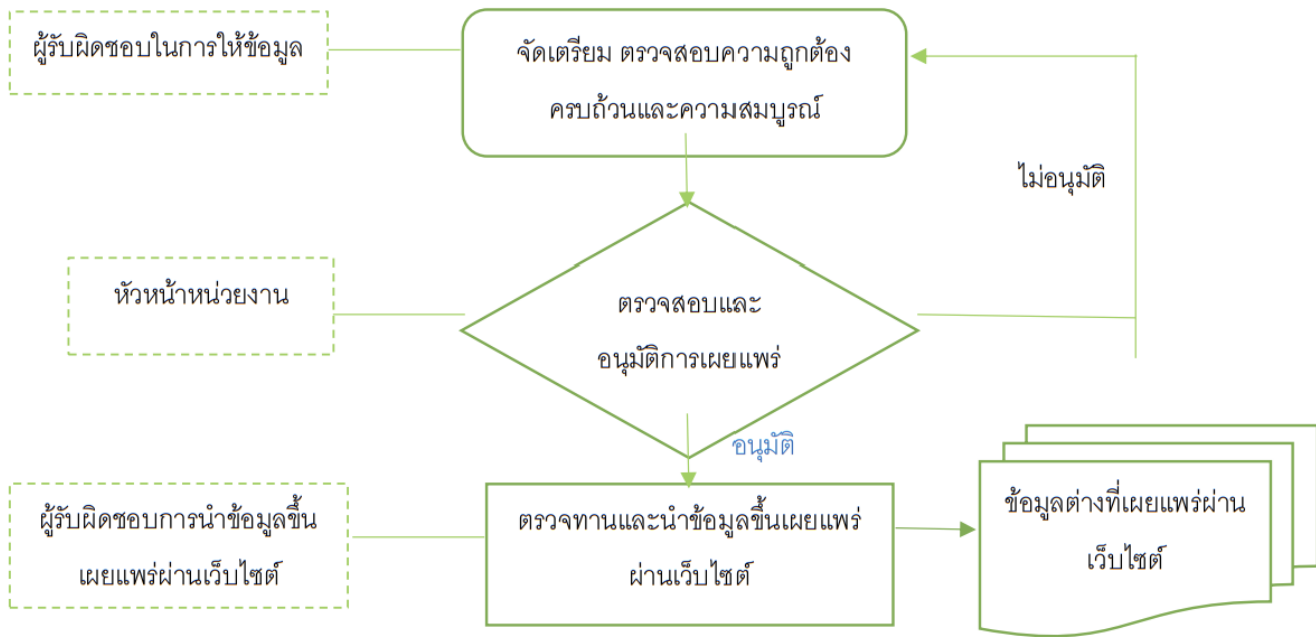 ผู้รับผิดชอบในการให้ข้อมูล
จัดเตรียม ตรวจสอบความถูกต้อง
ครบถ้วนและความสมบูรณ์
ไม่อนุมัติ
หัวหน้าหน่วยงาน
ตรวจสอบและ
อนุมัติการเผยแพร่
อนุมัติ
ผู้รับผิดชอบการนำข้อมูลขึ้น
เผยแพร่ผ่านเว็บไซต์
ตรวจทานและนำข้อมูลขึ้นเผยแพร่
ผ่านเว็บไซต์
ข้อมูลต่างที่เผยแพร่ผ่าน
เว็บไซต์